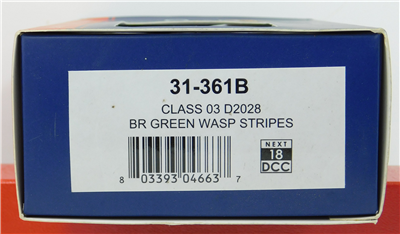 31-361B
CLASS 03 D2028
BR GREEN WASP STRIPES
NEXT
18
DCC
8 03393 04663 7